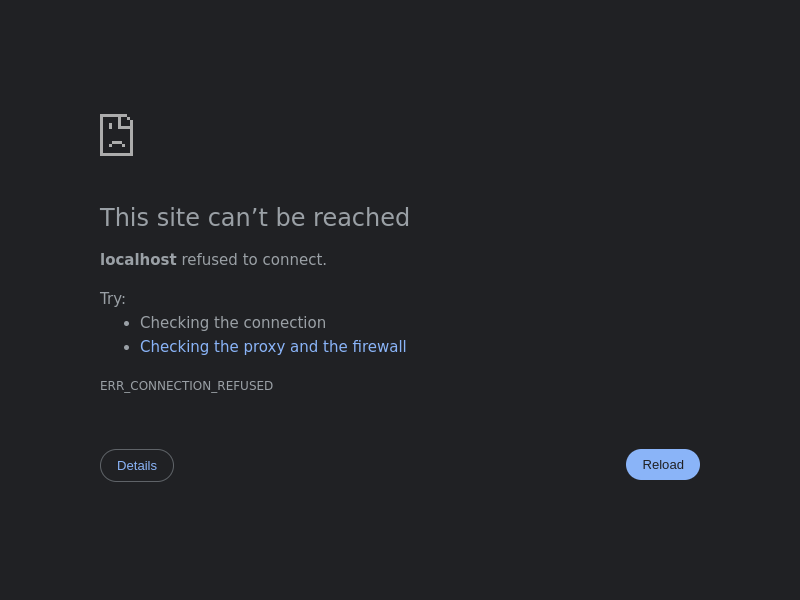 This site can’t be reached
localhost refused to connect.
Try:
Checking the connection
Checking the proxy and the firewall
ERR_CONNECTION_REFUSED
Details
Reload